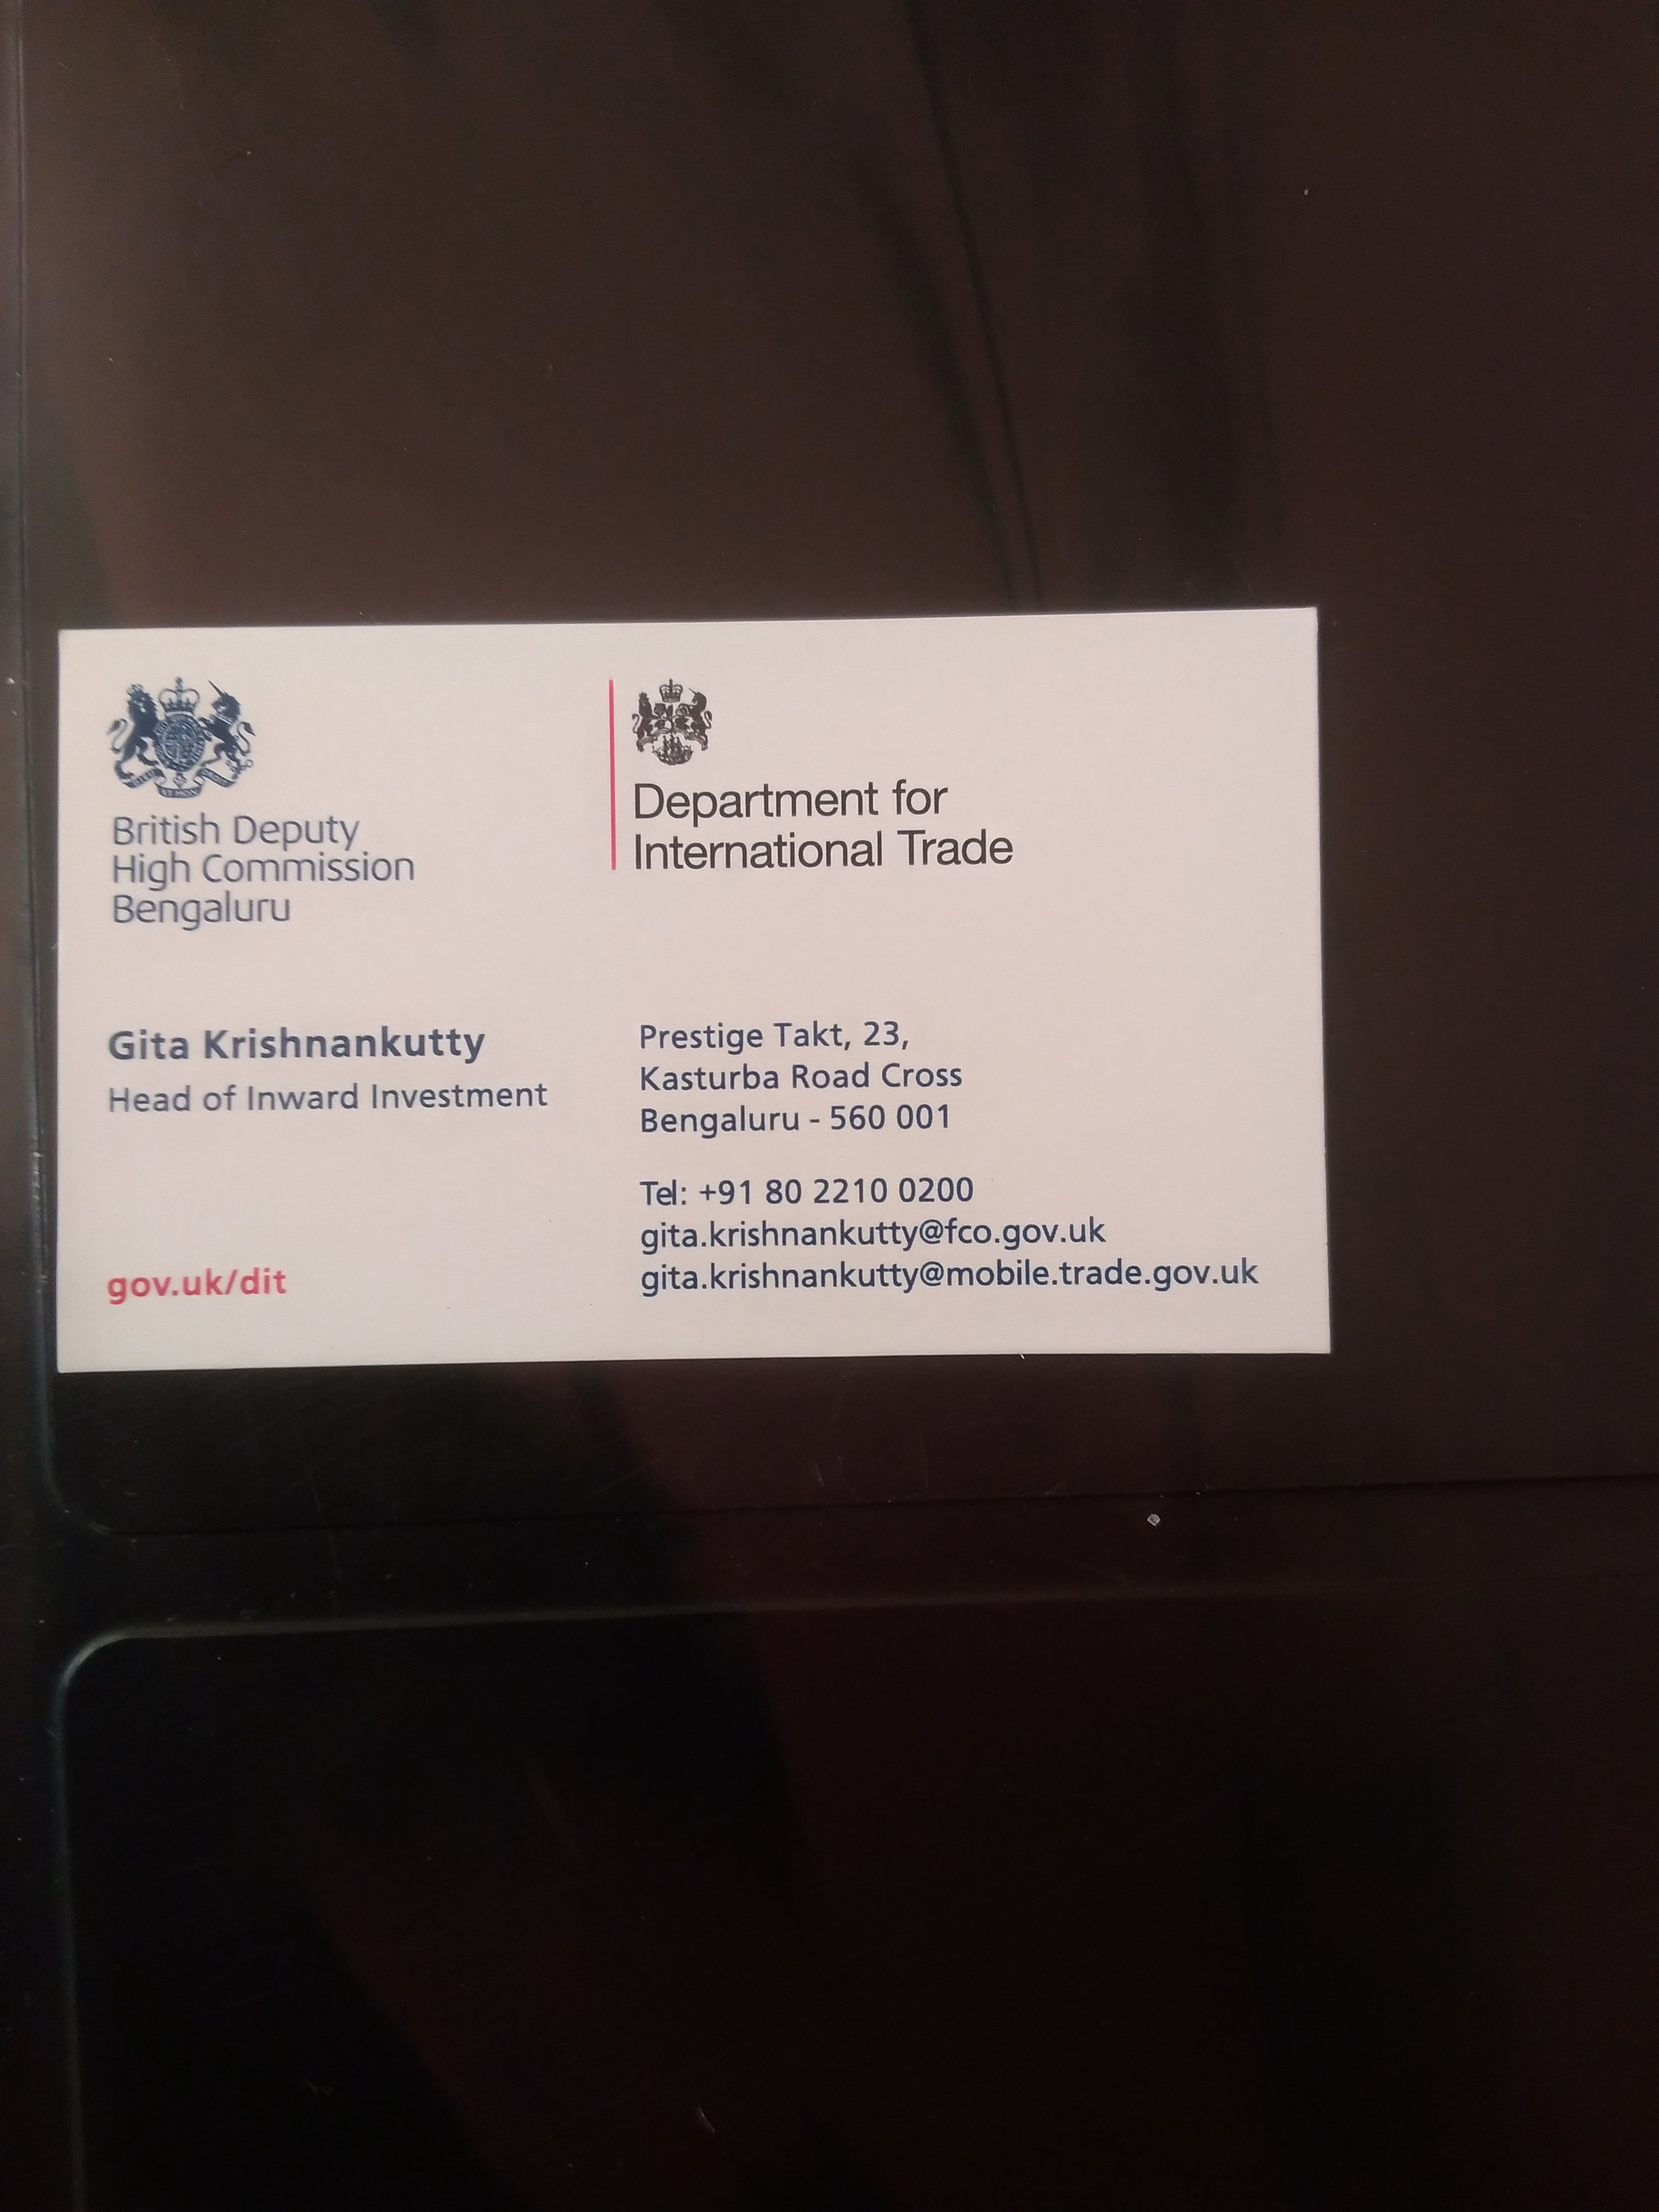 British Deputy
High Commission
Bengaluru
Department for
International Trade
Gita Krishnankutty
Head of Inward Investment
gov.uk/dit
Prestige Takt, 23,
Kasturba Road Cross
Bengaluru - 560 001
Tel: +91 80 2210 0200
gita.krishnankutty@fco.gov.uk
gita.krishnankutty@mobile.trade.gov.uk